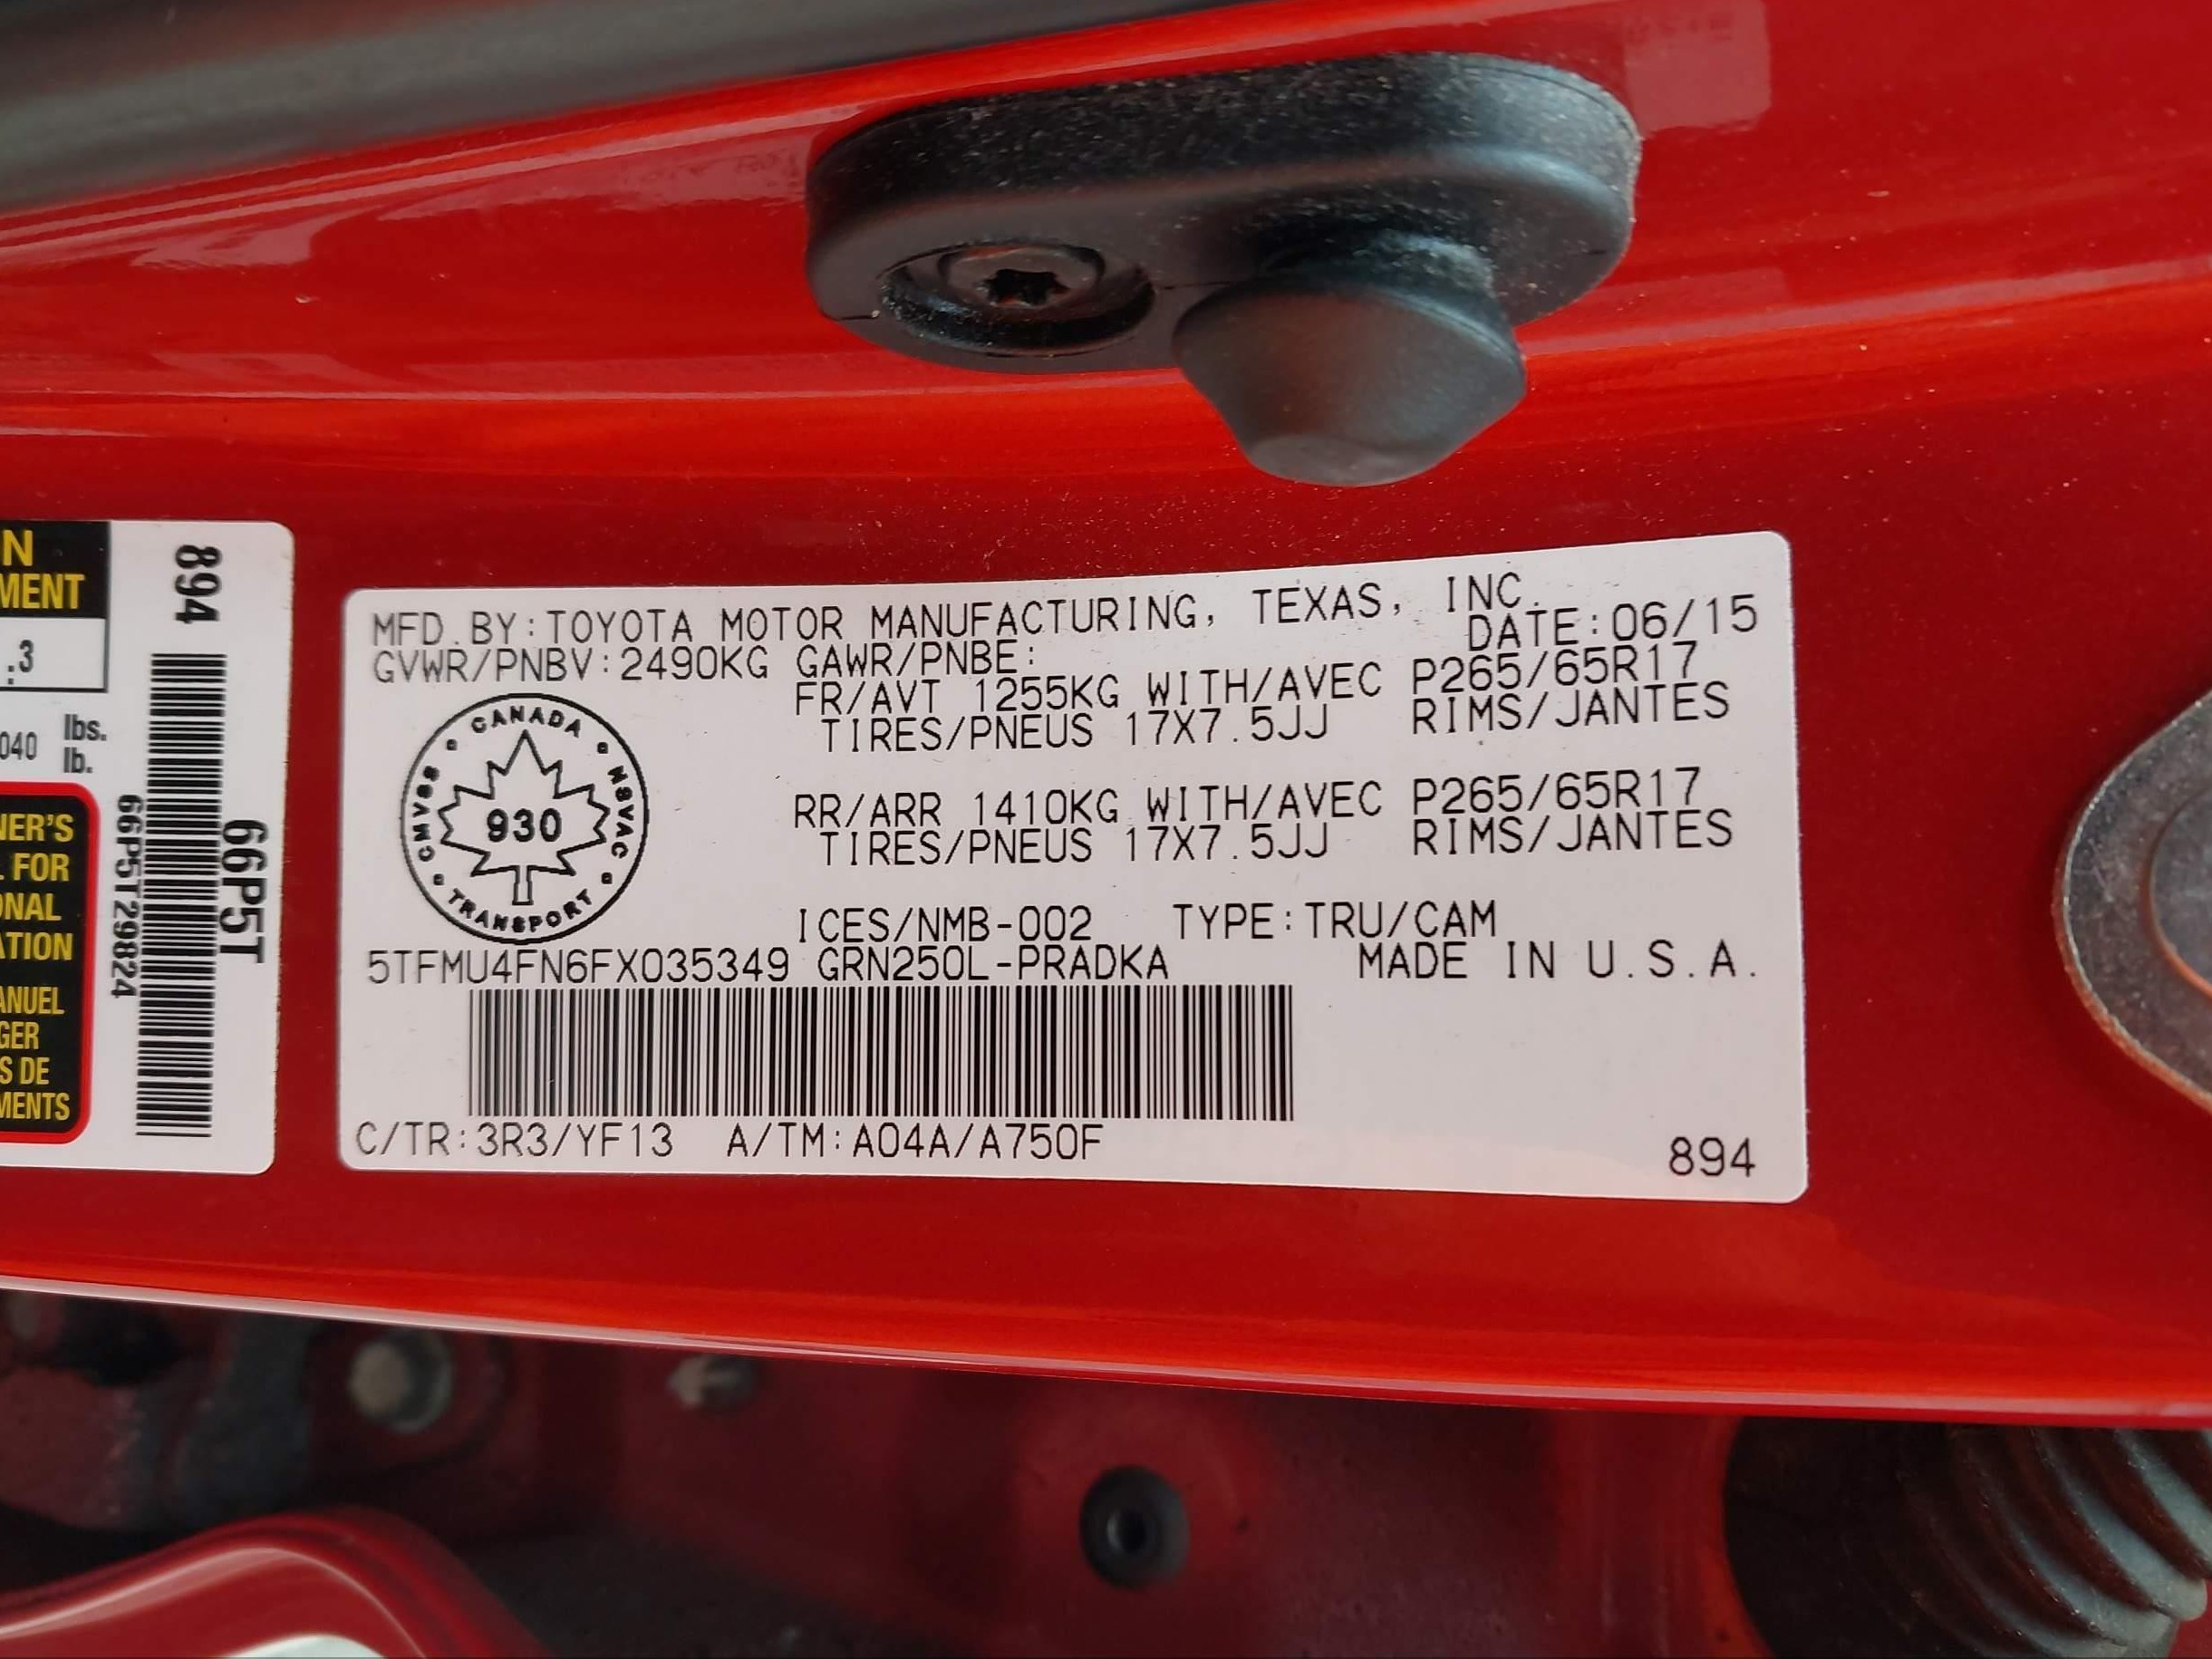 N
MENT
.3
040 lbs.
lb.
NER'S
FOR
ONAL
ATION
ANUEL
GER
S DE
MENTS
894
66P5T
66P5T29824
MFD.BY:TOYOTA MOTOR MANUFACTURING, TEXAS, INC.
DATE:06/15
GVWR/PNBV:2490KG GAWR/PNBE:
FR/AVT 1255KG WITH/AVEC P265/65R17
TIRES/PNEUS 17X7.5JJ RIMS/JANTES
RR/ARR 1410KG WITH/AVEC P265/65R17
TIRES/PNEUS 17X7.5JJ RIMS/JANTES
CANADA
CMVSS
NSVAC
930
TRANSPORT
ICES/NMB-002 TYPE:TRU/CAM
5TFMU4FN6FX035349 GRN250L-PRADKA MADE IN U.S.A.
C/TR:3R3/YF13 A/TM:A04A/A750F
894